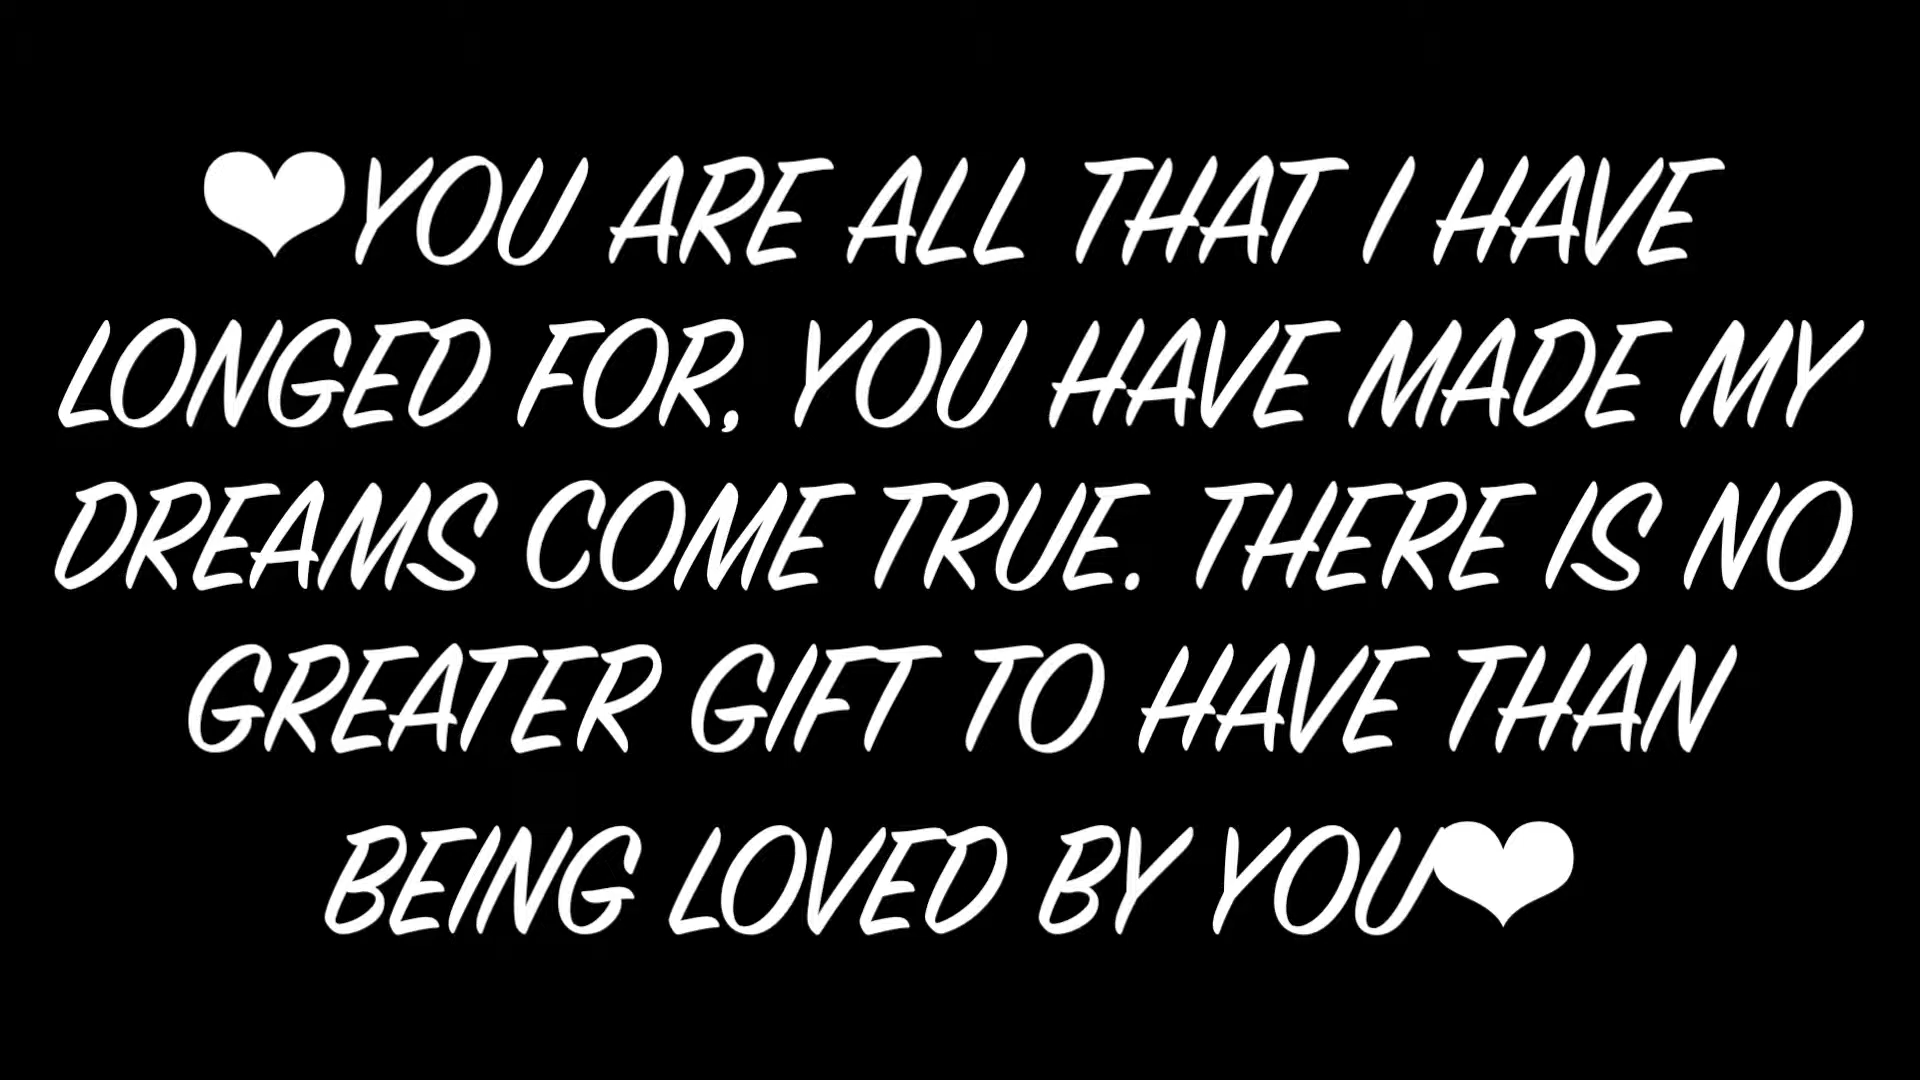 ❤YOU ARE ALL THAT I HAVE
LONGED FOR, YOU HAVE MADE MY
DREAMS COME TRUE. THERE IS NO
GREATER GIFT TO HAVE THAN
BEING LOVED BY YOU❤